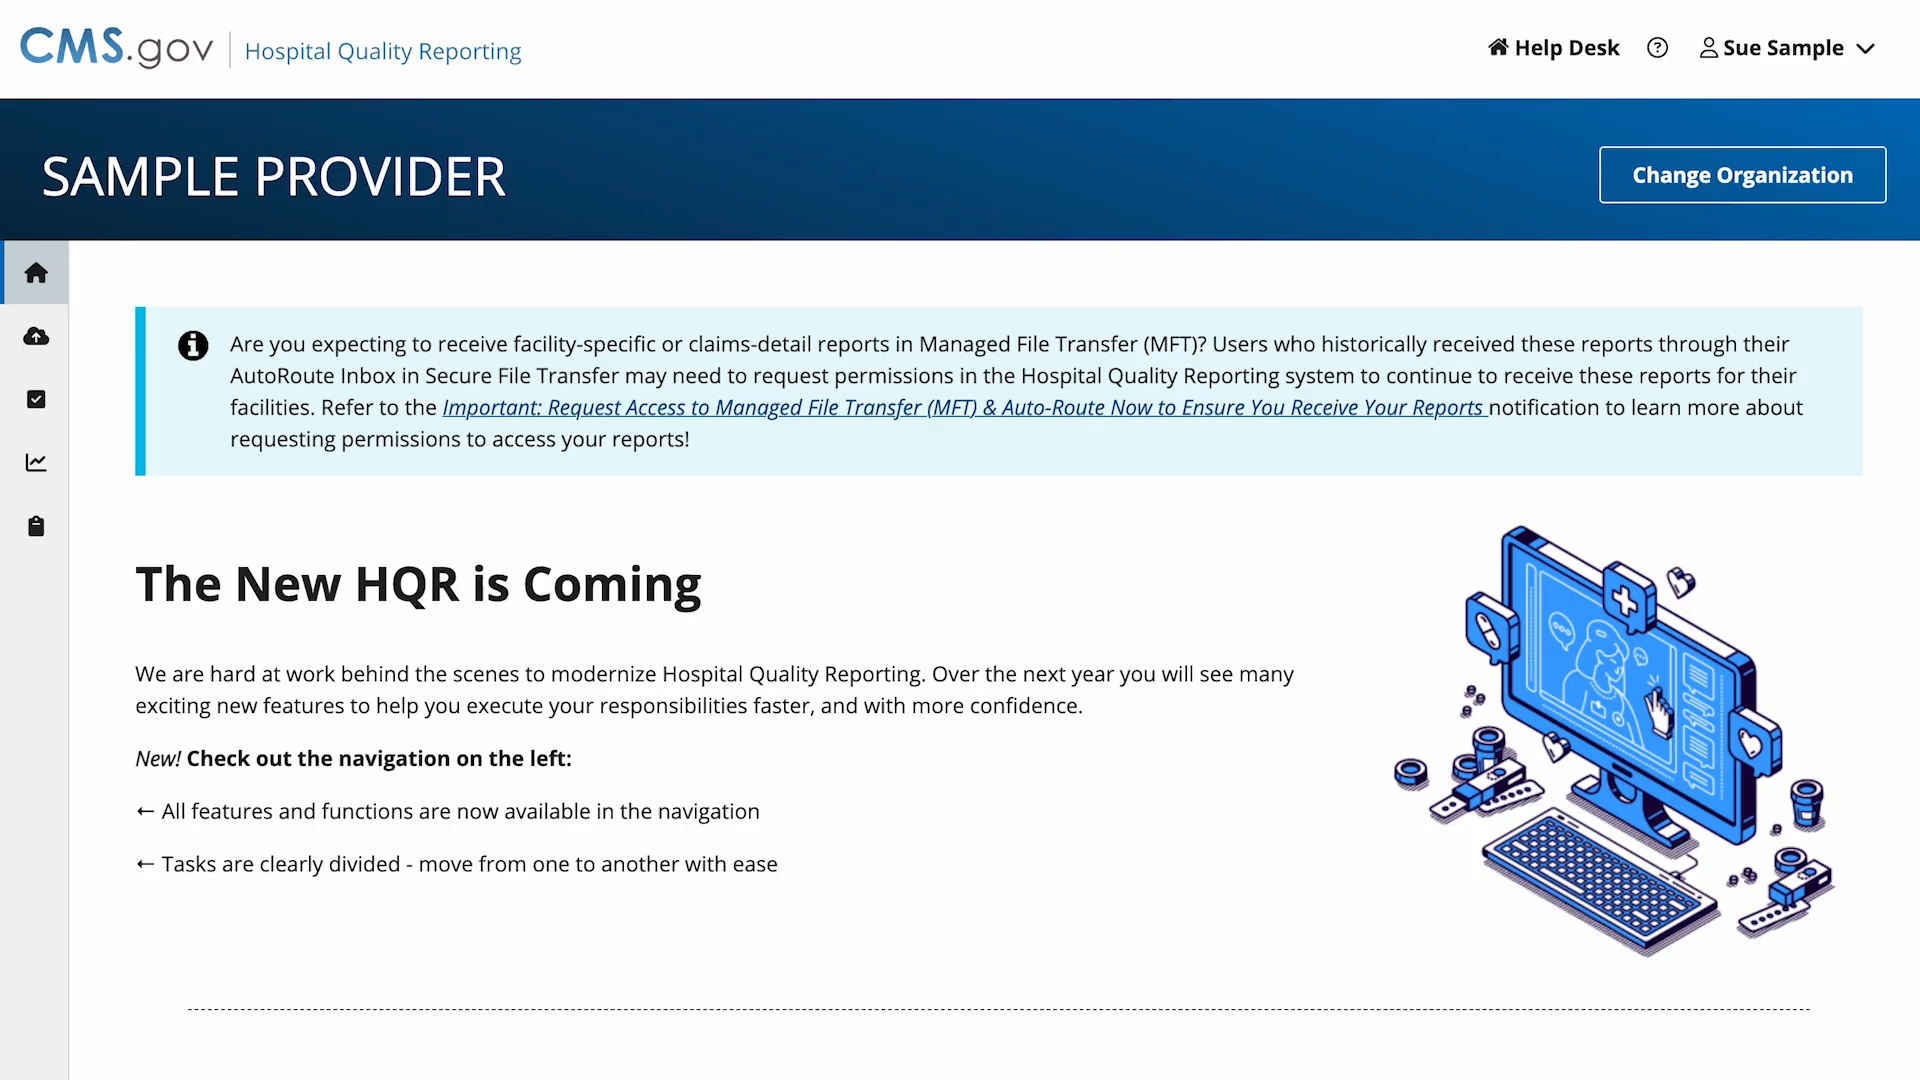 CMS.gov Hospital Quality Reporting
Help Desk
Sue Sample
SAMPLE PROVIDER
Change Organization
Are you expecting to receive facility-specific or claims-detail reports in Managed File Transfer (MFT)? Users who historically received these reports through their
AutoRoute Inbox in Secure File Transfer may need to request permissions in the Hospital Quality Reporting system to continue to receive these reports for their
facilities. Refer to the Important: Request Access to Managed File Transfer (MFT) & Auto-Route Now to Ensure You Receive Your Reports notification to learn more about
requesting permissions to access your reports!
The New HQR is Coming
We are hard at work behind the scenes to modernize Hospital Quality Reporting. Over the next year you will see many
exciting new features to help you execute your responsibilities faster, and with more confidence.
New! Check out the navigation on the left:
← All features and functions are now available in the navigation
← Tasks are clearly divided - move from one to another with ease